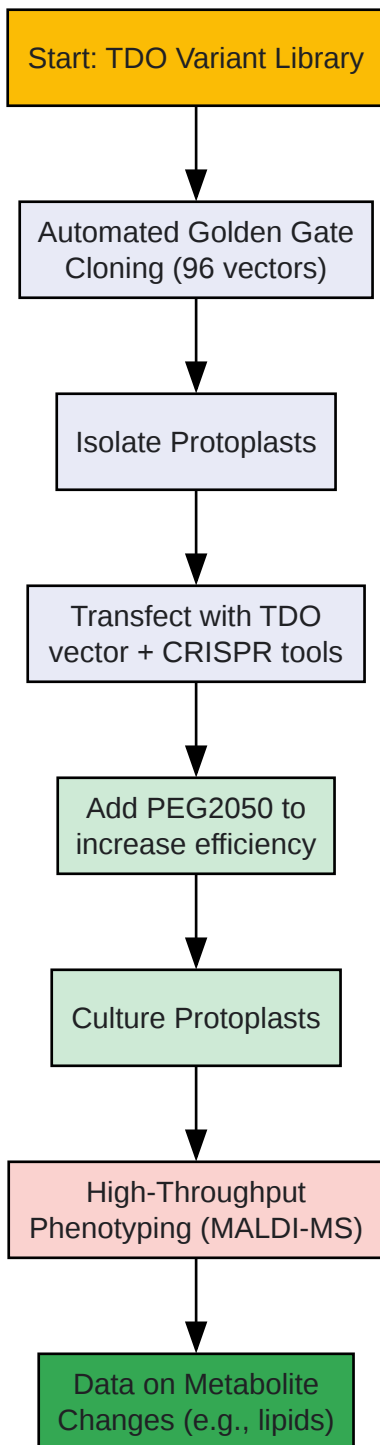 Start: TDO Variant Library
Automated Golden Gate
Cloning (96 vectors)
Isolate Protoplasts
Transfect with TDO
vector + CRISPR tools
Add PEG2050 to
increase efficiency
Culture Protoplasts
High-Throughput
Phenotyping (MALDI-MS)
Data on Metabolite
Changes (e.g., lipids)